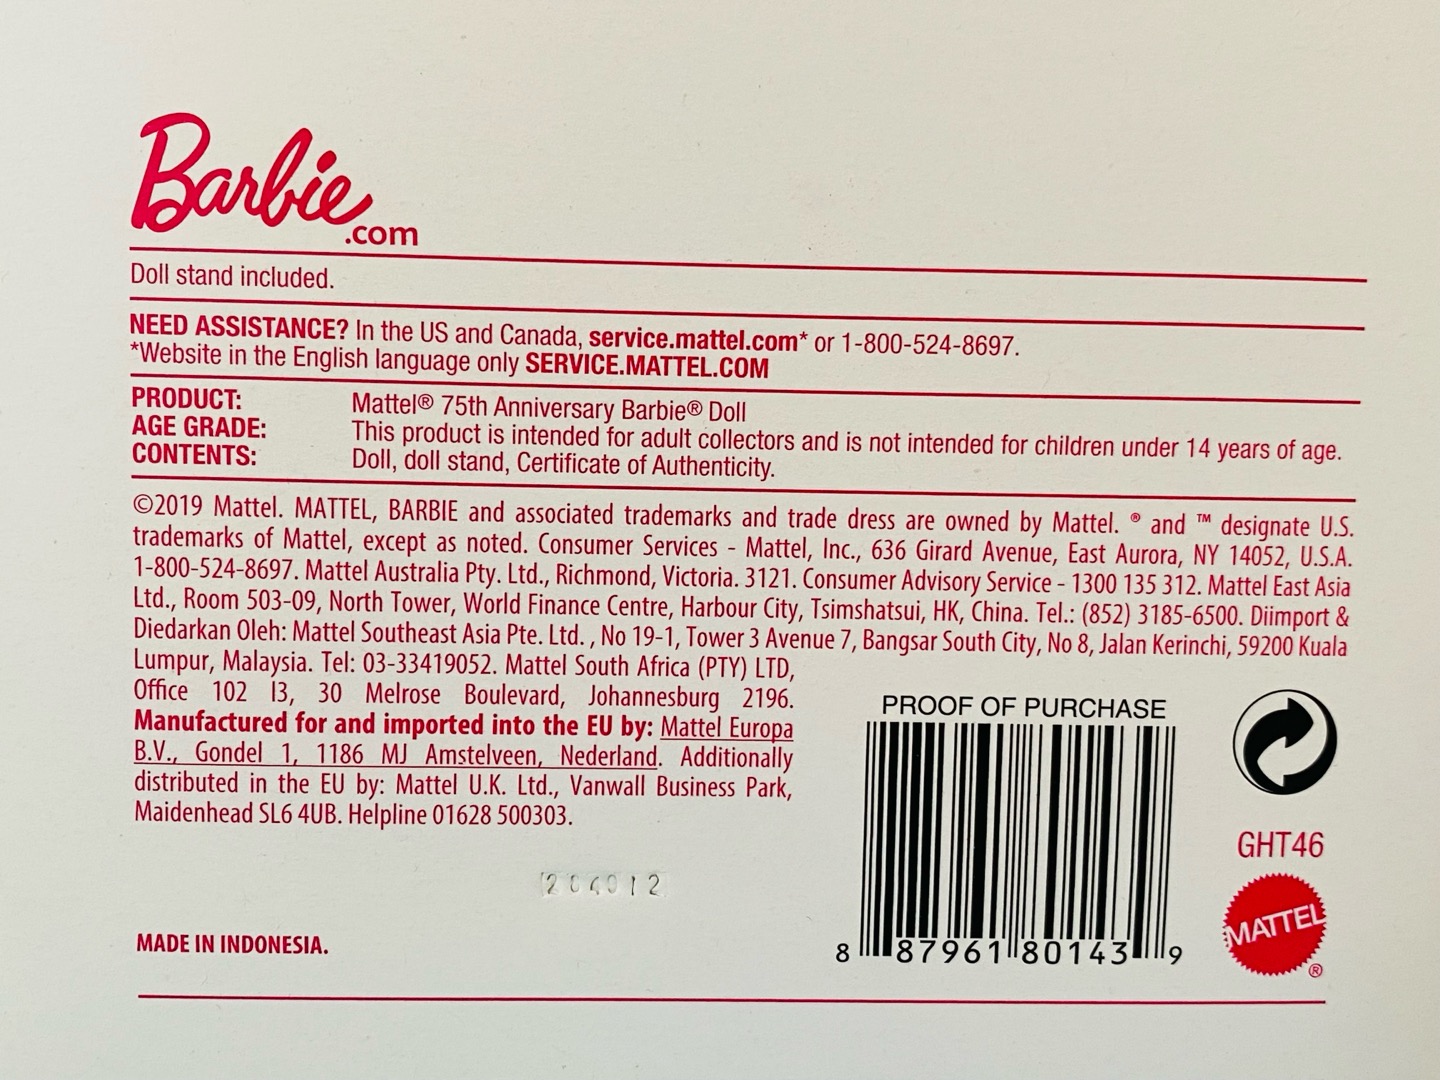 Barbie
.com
Doll stand included.
NEED ASSISTANCE? In the US and Canada, service.mattel.com* or 1-800-524-8697.
*Website in the English language only SERVICE.MATTEL.COM
PRODUCT: Mattel® 75th Anniversary Barbie® Doll
AGE GRADE: This product is intended for adult collectors and is not intended for children under 14 years of age.
CONTENTS: Doll, doll stand, Certificate of Authenticity.
©2019 Mattel. MATTEL, BARBIE and associated trademarks and trade dress are owned by Mattel. ® and ™ designate U.S.
trademarks of Mattel, except as noted. Consumer Services - Mattel, Inc., 636 Girard Avenue, East Aurora, NY 14052, U.S.A.
1-800-524-8697. Mattel Australia Pty. Ltd., Richmond, Victoria. 3121. Consumer Advisory Service - 1300 135 312. Mattel East Asia
Ltd., Room 503-09, North Tower, World Finance Centre, Harbour City, Tsimshatsui, HK, China. Tel.: (852) 3185-6500. Diimport &
Diedarkan Oleh: Mattel Southeast Asia Pte. Ltd. , No 19-1, Tower 3 Avenue 7, Bangsar South City, No 8, Jalan Kerinchi, 59200 Kuala
Lumpur, Malaysia. Tel: 03-33419052. Mattel South Africa (PTY) LTD,
Office 102 I3, 30 Melrose Boulevard, Johannesburg 2196.
Manufactured for and imported into the EU by: Mattel Europa
B.V., Gondel 1, 1186 MJ Amstelveen, Nederland. Additionally
distributed in the EU by: Mattel U.K. Ltd., Vanwall Business Park,
Maidenhead SL6 4UB. Helpline 01628 500303.
MADE IN INDONESIA.
PROOF OF PURCHASE
8 87961 80143 9
GHT46
MATTEL
®